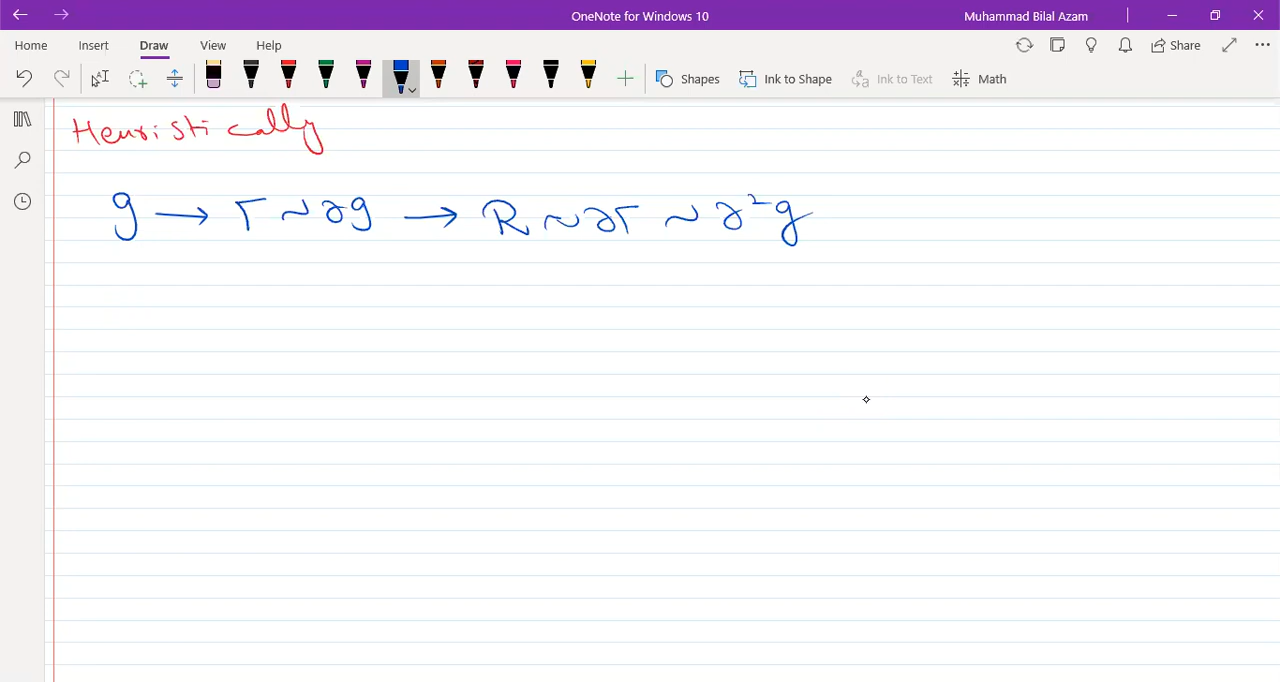 OneNote for Windows 10
Muhammad Bilal Azam
Home Insert Draw View Help
Share
Shapes Ink to Shape Ink to Text Math
Heuristically
g → Γ ~ ∂g → R ~ ∂Γ ~ ∂²g